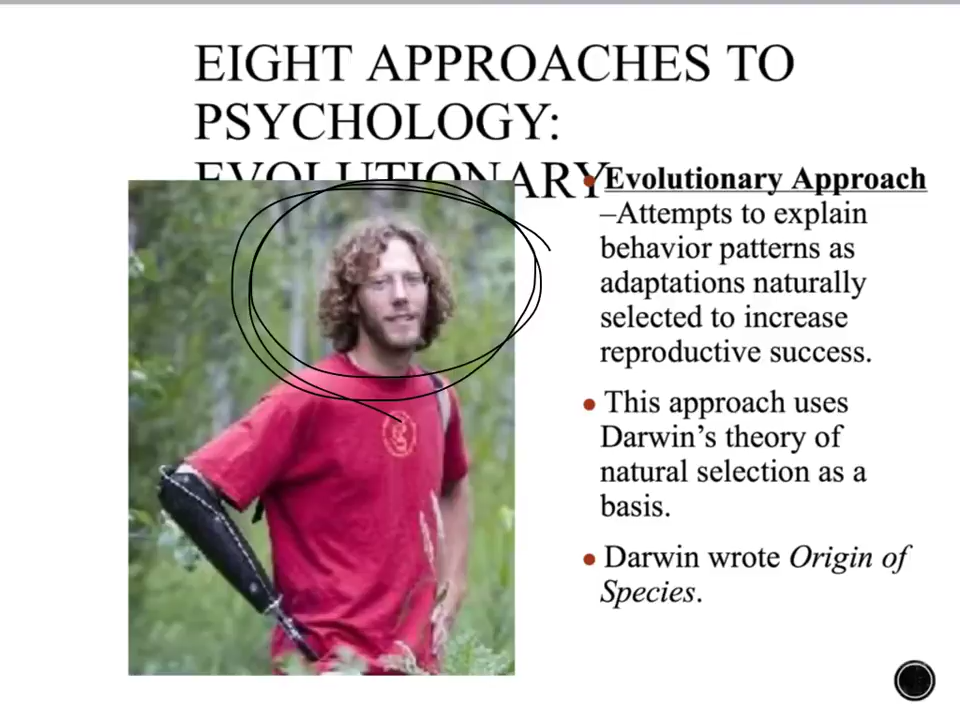 EIGHT APPROACHES TO
PSYCHOLOGY:
EVOLUTIONARY
• Evolutionary Approach
–Attempts to explain
behavior patterns as
adaptations naturally
selected to increase
reproductive success.
• This approach uses
Darwin’s theory of
natural selection as a
basis.
• Darwin wrote Origin of
Species.